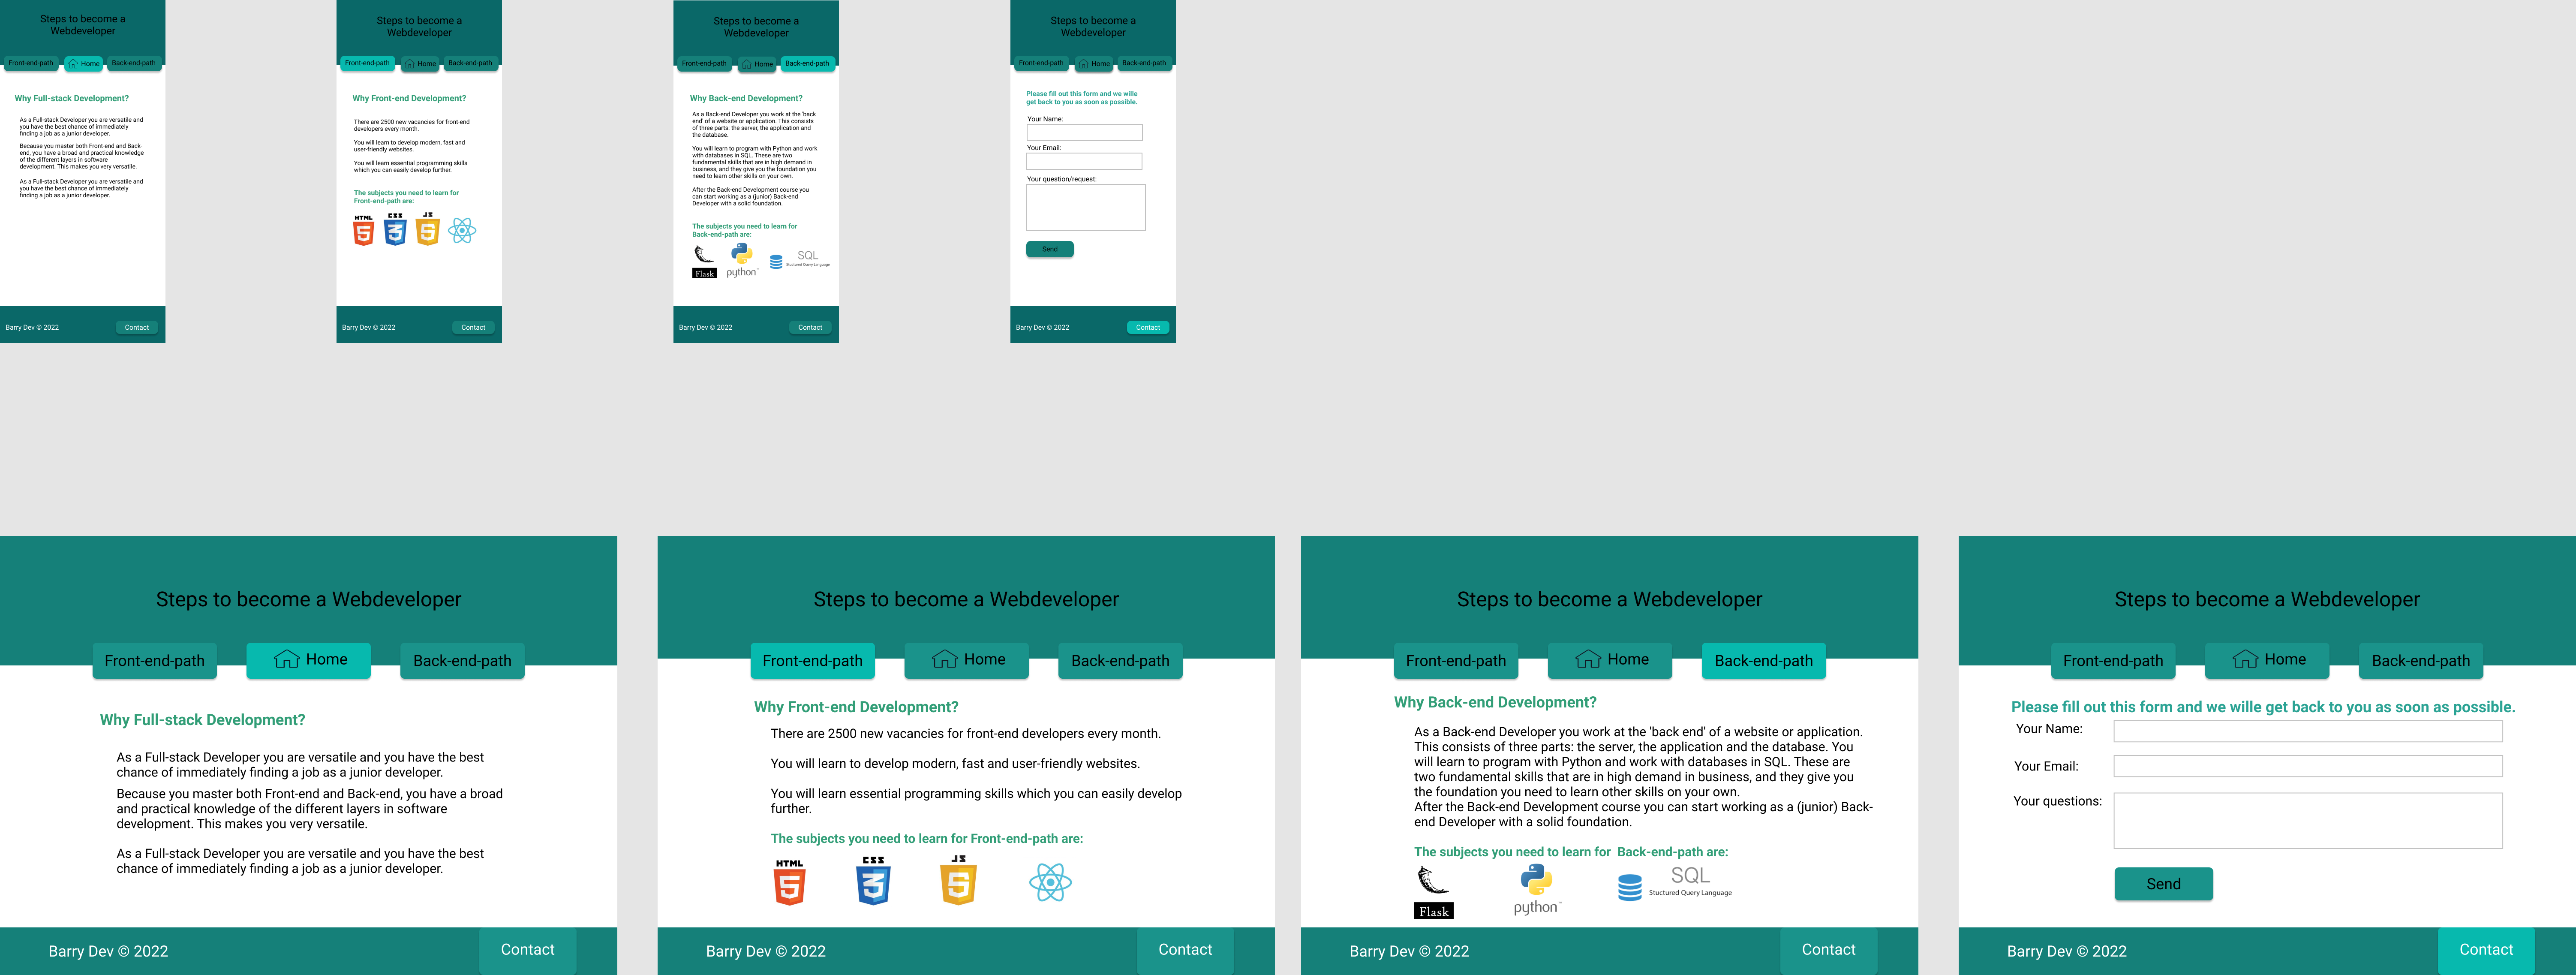 Steps to become a
Webdeveloper
Front-end-path
Home
Back-end-path
Why Full-stack Development?
As a Full-stack Developer you are versatile and
you have the best chance of immediately
finding a job as a junior developer.
Because you master both Front-end and Back-
end, you have a broad and practical knowledge
of the different layers in software
development. This makes you very versatile.
As a Full-stack Developer you are versatile and
you have the best chance of immediately
finding a job as a junior developer.
Barry Dev © 2022
Contact
Steps to become a
Webdeveloper
Front-end-path
Home
Back-end-path
Why Front-end Development?
There are 2500 new vacancies for front-end
developers every month.
You will learn to develop modern, fast and
user-friendly websites.
You will learn essential programming skills
which you can easily develop further.
The subjects you need to learn for
Front-end-path are:
HTML
5
CSS
3
JS
5
Barry Dev © 2022
Contact
Steps to become a
Webdeveloper
Front-end-path
Home
Back-end-path
Why Back-end Development?
As a Back-end Developer you work at the 'back
end' of a website or application. This consists
of three parts: the server, the application and
the database.
You will learn to program with Python and work
with databases in SQL. These are two
fundamental skills that are in high demand in
business, and they give you the foundation you
need to learn other skills on your own.
After the Back-end Development course you
can start working as a (junior) Back-end
Developer with a solid foundation.
The subjects you need to learn for
Back-end-path are:
Flask
python™
SQL
Stuctured Query Language
Barry Dev © 2022
Contact
Steps to become a
Webdeveloper
Front-end-path
Home
Back-end-path
Please fill out this form and we wille
get back to you as soon as possible.
Your Name:
Your Email:
Your question/request:
Send
Barry Dev © 2022
Contact
Steps to become a Webdeveloper
Front-end-path
Home
Back-end-path
Why Full-stack Development?
As a Full-stack Developer you are versatile and you have the best
chance of immediately finding a job as a junior developer.
Because you master both Front-end and Back-end, you have a broad
and practical knowledge of the different layers in software
development. This makes you very versatile.
As a Full-stack Developer you are versatile and you have the best
chance of immediately finding a job as a junior developer.
Barry Dev © 2022
Contact
Steps to become a Webdeveloper
Front-end-path
Home
Back-end-path
Why Front-end Development?
There are 2500 new vacancies for front-end developers every month.
You will learn to develop modern, fast and user-friendly websites.
You will learn essential programming skills which you can easily develop
further.
The subjects you need to learn for Front-end-path are:
HTML
5
CSS
3
JS
5
Barry Dev © 2022
Contact
Steps to become a Webdeveloper
Front-end-path
Home
Back-end-path
Why Back-end Development?
As a Back-end Developer you work at the 'back end' of a website or application.
This consists of three parts: the server, the application and the database. You
will learn to program with Python and work with databases in SQL. These are
two fundamental skills that are in high demand in business, and they give you
the foundation you need to learn other skills on your own.
After the Back-end Development course you can start working as a (junior) Back-
end Developer with a solid foundation.
The subjects you need to learn for Back-end-path are:
Flask
python™
SQL
Stuctured Query Language
Barry Dev © 2022
Contact
Steps to become a Webdeveloper
Front-end-path
Home
Back-end-path
Please fill out this form and we wille get back to you as soon as possible.
Your Name:
Your Email:
Your questions:
Send
Barry Dev © 2022
Contact